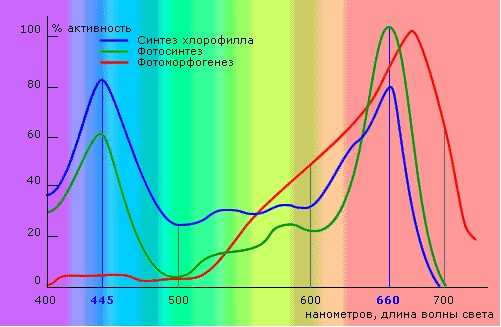 100 % активность
Синтез хлорофилла
Фотосинтез
Фотоморфогенез
80
60
40
20
0
400 445 500 600 660 700
нанометров, длина волны света